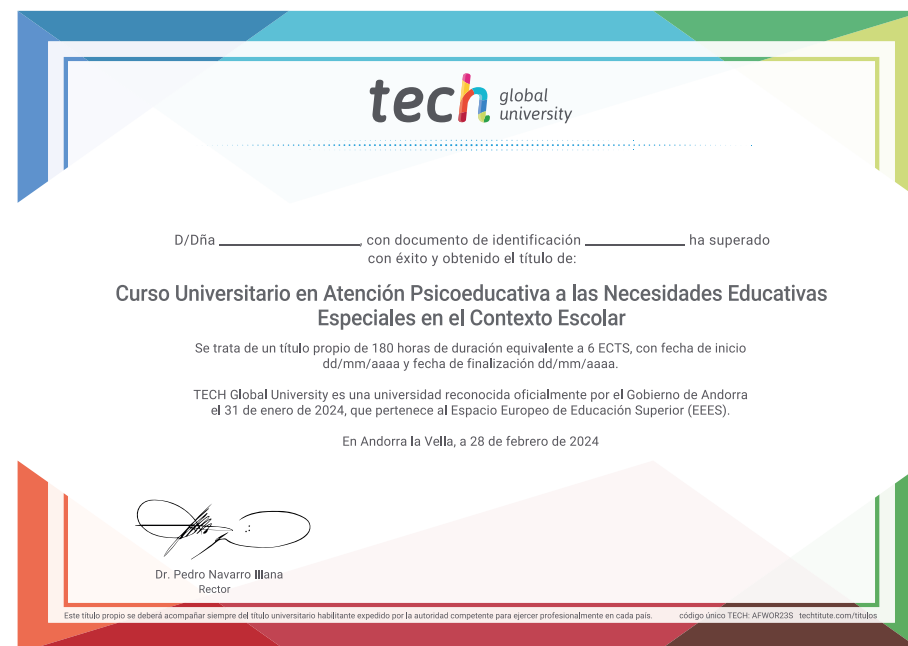 tech global university
D/Dña ____________, con documento de identificación ____________ ha superado
con éxito y obtenido el título de:
Curso Universitario en Atención Psicoeducativa a las Necesidades Educativas
Especiales en el Contexto Escolar
Se trata de un título propio de 180 horas de duración equivalente a 6 ECTS, con fecha de inicio
dd/mm/aaaa y fecha de finalización dd/mm/aaaa.
TECH Global University es una universidad reconocida oficialmente por el Gobierno de Andorra
el 31 de enero de 2024, que pertenece al Espacio Europeo de Educación Superior (EEES).
En Andorra la Vella, a 28 de febrero de 2024
Dr. Pedro Navarro Illana
Rector
Este título propio se deberá acompañar siempre del título universitario habilitante expedido por la autoridad competente para ejercer profesionalmente en cada país. código único TECH: AFWOR23S techtitute.com/titulos